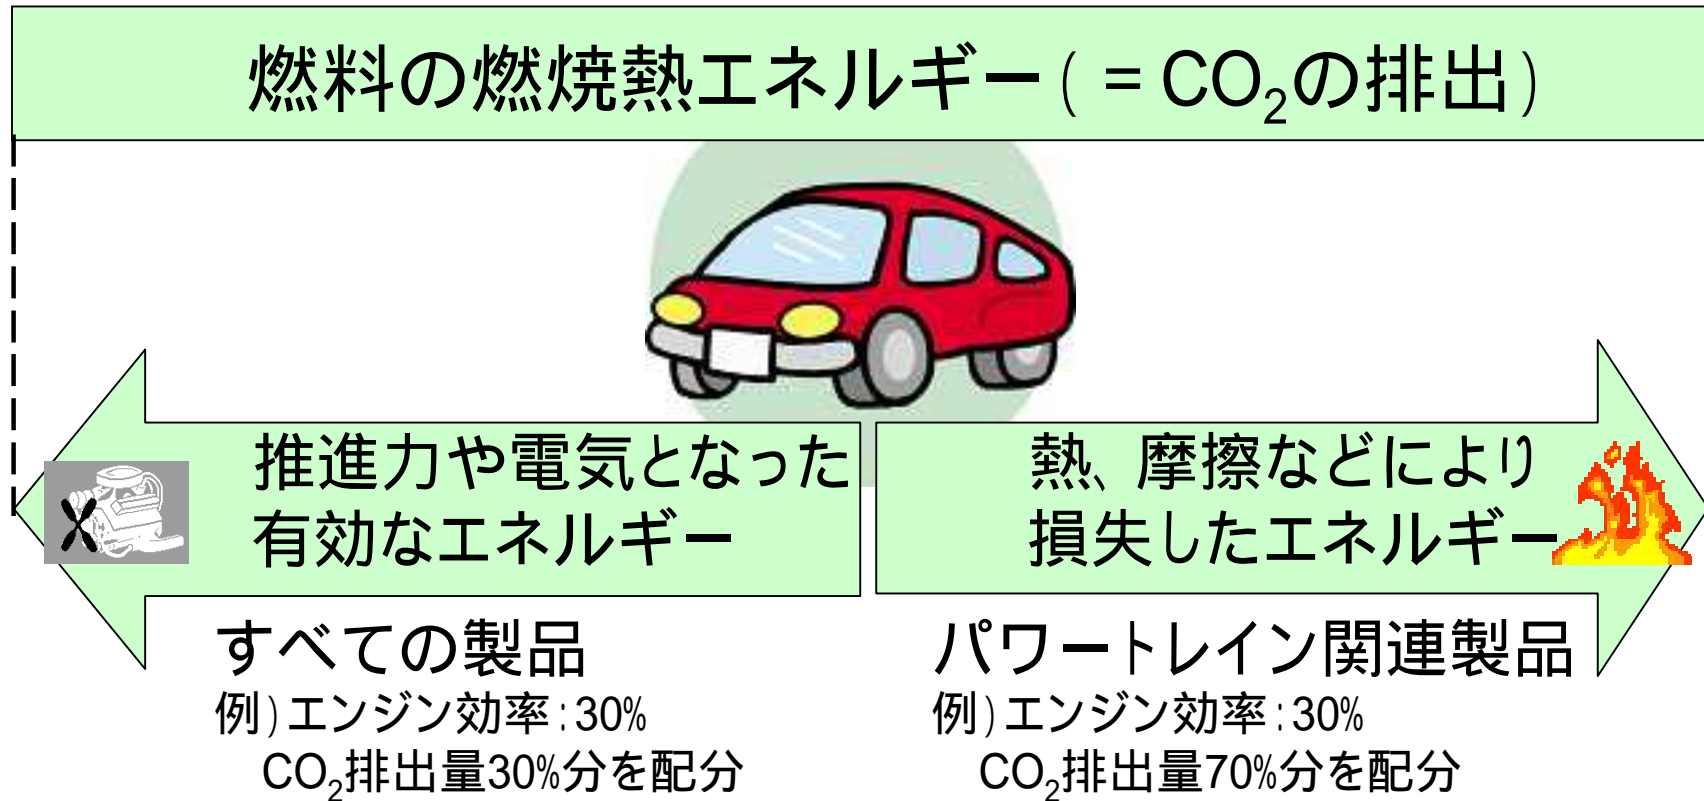 燃料の燃焼熱エネルギー(=CO₂の排出)
推進力や電気となった
有効なエネルギー
熱、摩擦などにより
損失したエネルギー
すべての製品
例)エンジン効率:30%
CO₂排出量30%分を配分
パワートレイン関連製品
例)エンジン効率:30%
CO₂排出量70%分を配分